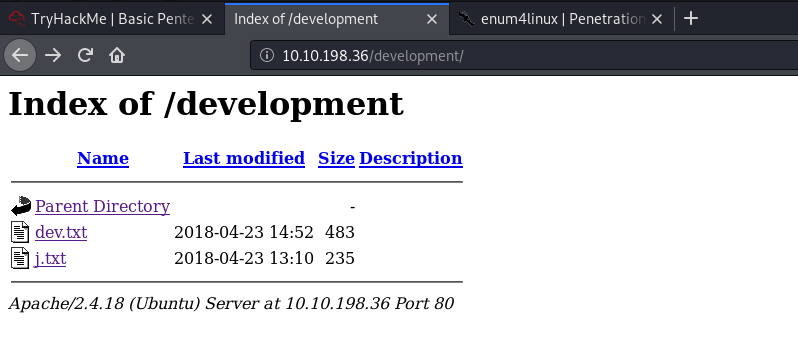 TryHackMe | Basic Pente
Index of /development
enum4linux | Penetration
10.10.198.36/development/
Index of /development
Name Last modified Size Description
Parent Directory -
dev.txt 2018-04-23 14:52 483
j.txt 2018-04-23 13:10 235
Apache/2.4.18 (Ubuntu) Server at 10.10.198.36 Port 80